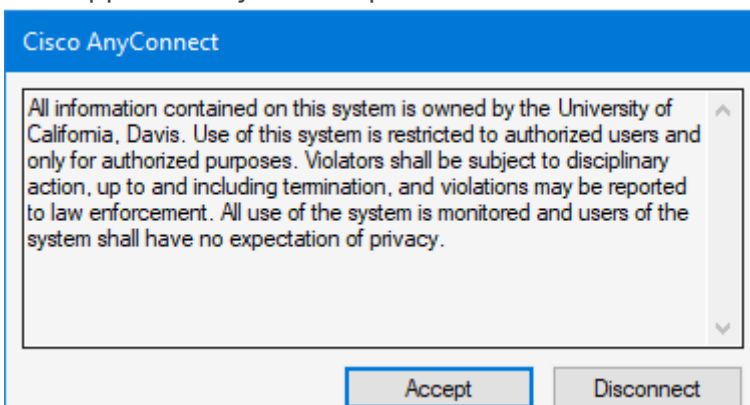 Cisco AnyConnect
All information contained on this system is owned by the University of
California, Davis. Use of this system is restricted to authorized users and
only for authorized purposes. Violators shall be subject to disciplinary
action, up to and including termination, and violations may be reported
to law enforcement. All use of the system is monitored and users of the
system shall have no expectation of privacy.
Accept Disconnect